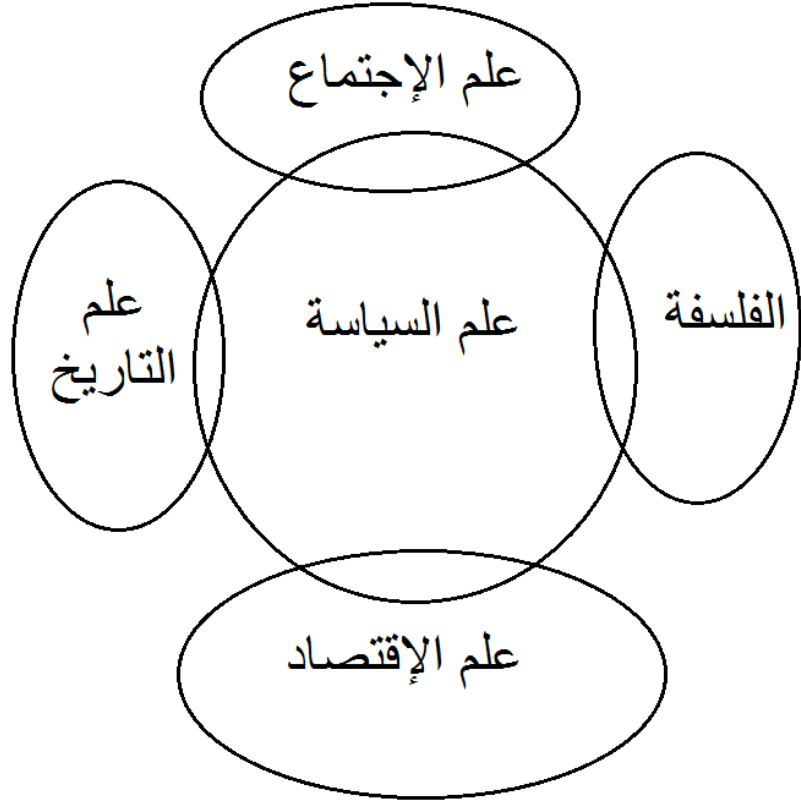 علم الإجتماع
الفلسفة
علم السياسة
علم
التاريخ
علم الإقتصاد